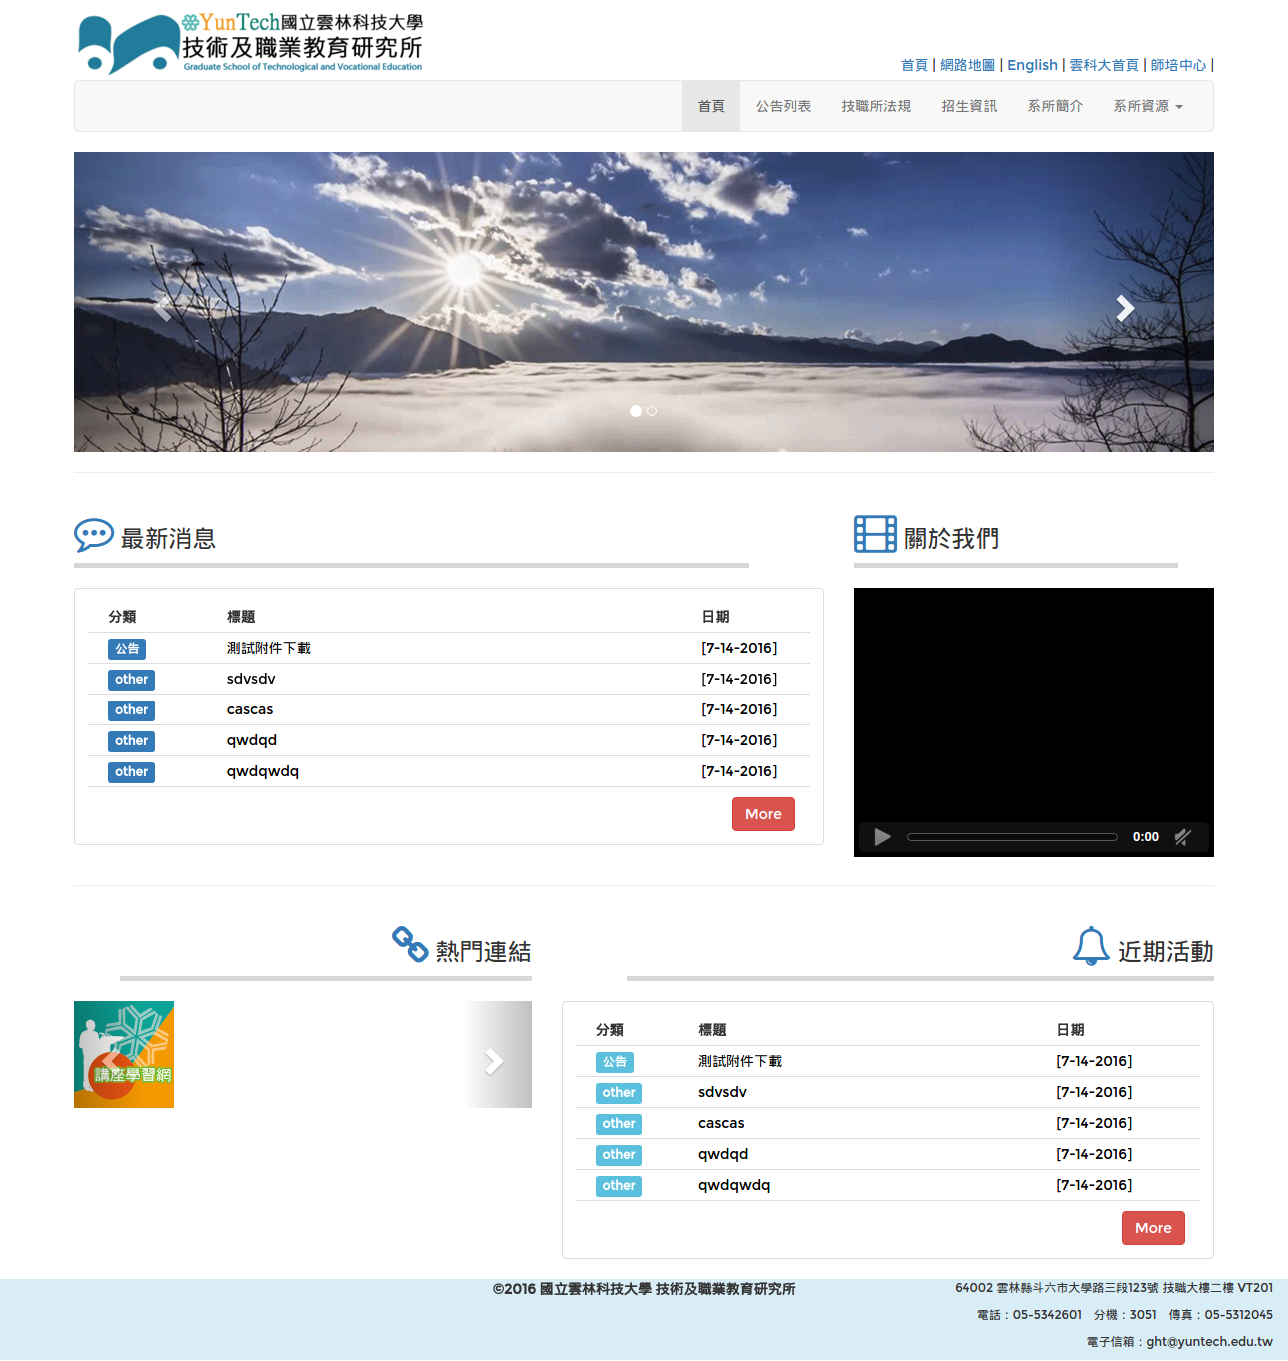 YunTech國立雲林科技大學
技術及職業教育研究所
Graduate School of Technological and Vocational Education
首頁 | 網路地圖 | English | 雲科大首頁 | 師培中心 |
首頁 公告列表 技職所法規 招生資訊 系所簡介 系所資源
最新消息
分類 標題 日期
公告 測試附件下載 [7-14-2016]
other sdvsdv [7-14-2016]
other cascas [7-14-2016]
other qwdqd [7-14-2016]
other qwdqwdq [7-14-2016]
More
關於我們
0:00
熱門連結
講座學習網
近期活動
分類 標題 日期
公告 測試附件下載 [7-14-2016]
other sdvsdv [7-14-2016]
other cascas [7-14-2016]
other qwdqd [7-14-2016]
other qwdqwdq [7-14-2016]
More
©2016 國立雲林科技大學 技術及職業教育研究所
64002 雲林縣斗六市大學路三段123號 技職大樓二樓 VT201
電話：05-5342601 分機：3051 傳真：05-5312045
電子信箱：ght@yuntech.edu.tw